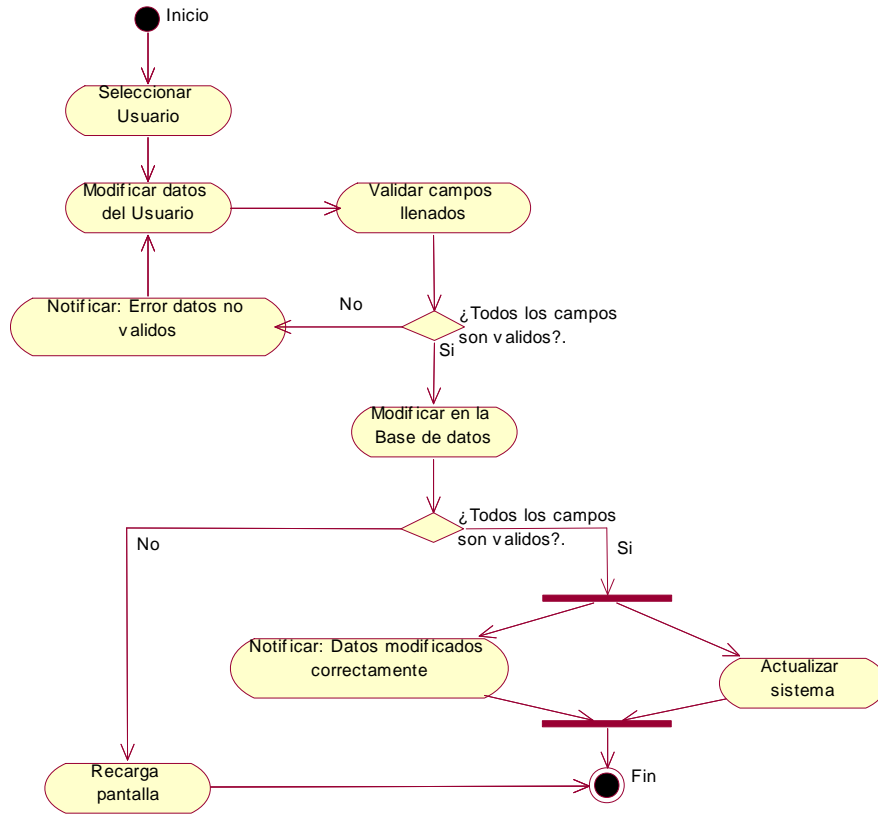 Inicio
Seleccionar
Usuario
Modificar datos
del Usuario
Validar campos
llenados
Notificar: Error datos no
validos
No
¿Todos los campos
son validos?.
Si
Modificar en la
Base de datos
¿Todos los campos
son validos?.
No
Si
Notificar: Datos modificados
correctamente
Actualizar
sistema
Recarga
pantalla
Fin